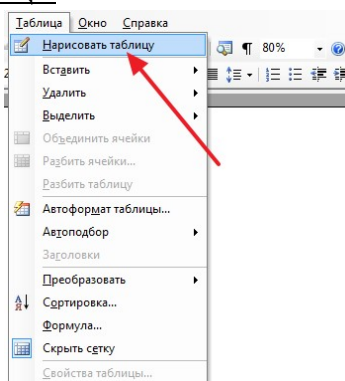 Таблица Окно Справка
Нарисовать таблицу
¶ 80%
Вставить
Удалить
Выделить
Объединить ячейки
Разбить ячейки...
Разбить таблицу
Автоформат таблицы...
Автоподбор
Заголовки
Преобразовать
Сортировка...
Формула...
Скрыть сетку
Свойства таблицы...